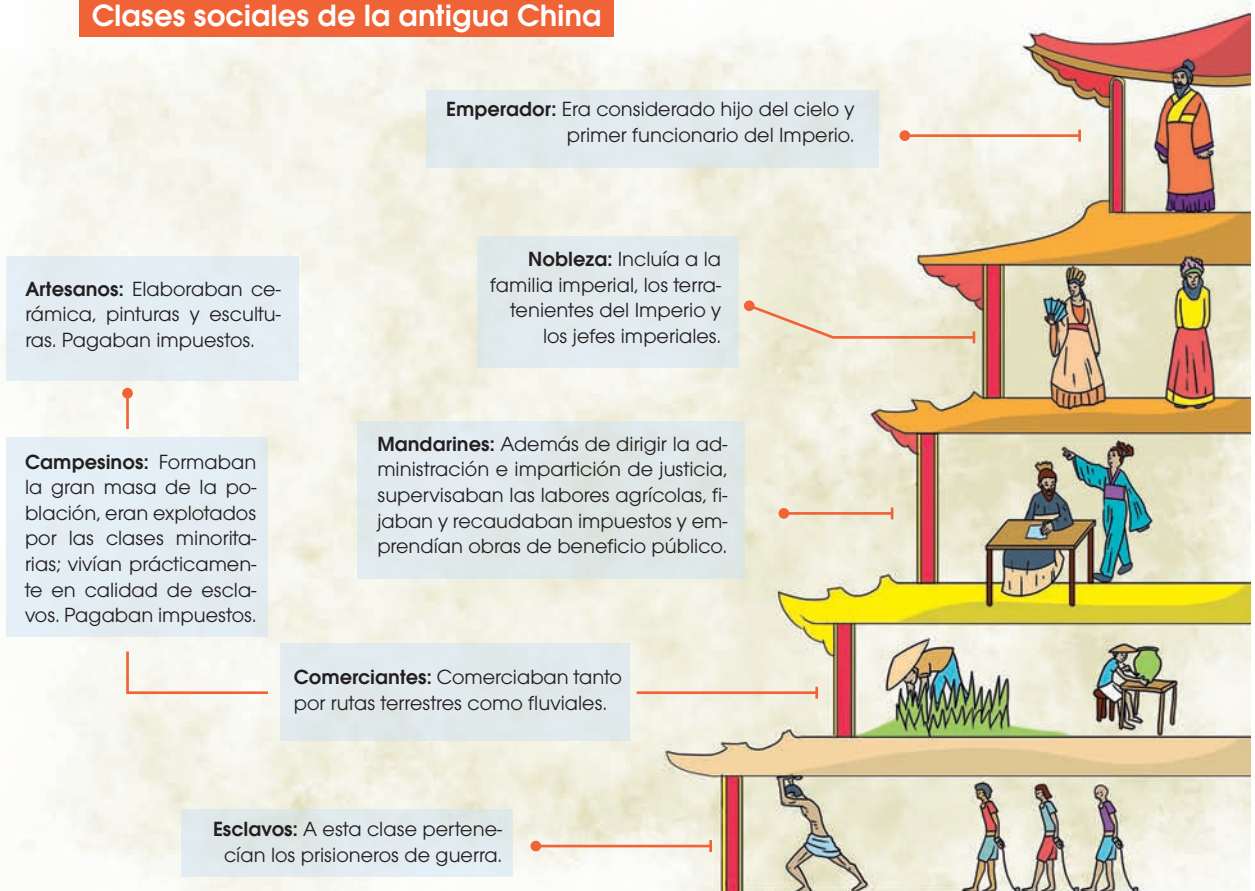 Clases sociales de la antigua China
Emperador: Era considerado hijo del cielo y
primer funcionario del Imperio.
Nobleza: Incluía a la
familia imperial, los terra-
tenientes del Imperio y
los jefes imperiales.
Mandarines: Además de dirigir la ad-
ministración e impartición de justicia,
supervisaban las labores agrícolas, fi-
jaban y recaudaban impuestos y em-
prendían obras de beneficio público.
Artesanos: Elaboraban ce-
rámica, pinturas y escultu-
ras. Pagaban impuestos.
Campesinos: Formaban
la gran masa de la po-
blación, eran explotados
por las clases minorita-
rias; vivían prácticamen-
te en calidad de escla-
vos. Pagaban impuestos.
Comerciantes: Comerciaban tanto
por rutas terrestres como fluviales.
Esclavos: A esta clase pertene-
cían los prisioneros de guerra.